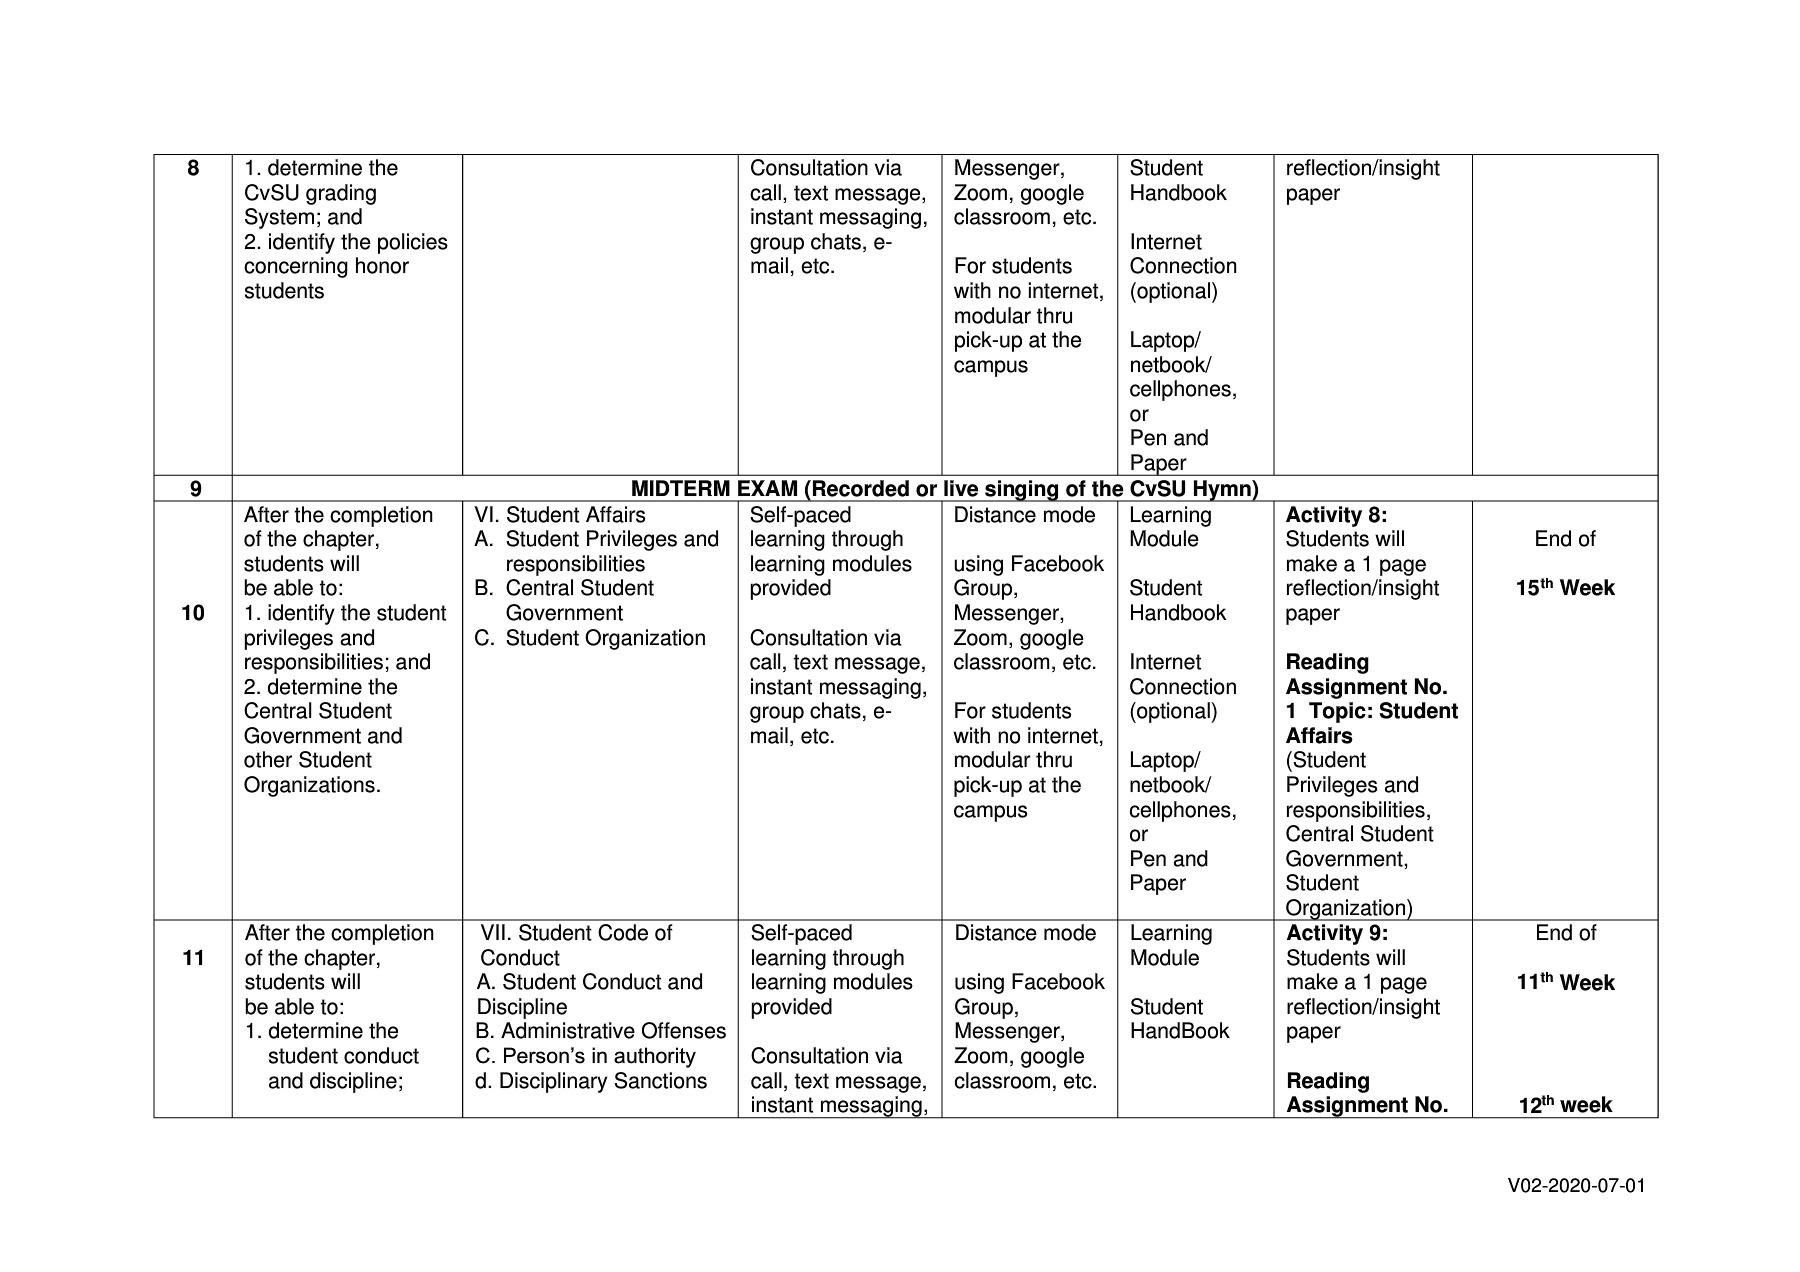 8
1. determine the
CvSU grading
System; and
2. identify the policies
concerning honor
students
Consultation via
call, text message,
instant messaging,
group chats, e-
mail, etc.
Messenger,
Zoom, google
classroom, etc.
For students
with no internet,
modular thru
pick-up at the
campus
Student
Handbook
Internet
Connection
(optional)
Laptop/
netbook/
cellphones,
or
Pen and
Paper
reflection/insight
paper
9
MIDTERM EXAM (Recorded or live singing of the CvSU Hymn)
10
After the completion
of the chapter,
students will
be able to:
1. identify the student
privileges and
responsibilities; and
2. determine the
Central Student
Government and
other Student
Organizations.
VI. Student Affairs
A. Student Privileges and
responsibilities
B. Central Student
Government
C. Student Organization
Self-paced
learning through
learning modules
provided
Consultation via
call, text message,
instant messaging,
group chats, e-
mail, etc.
Distance mode
using Facebook
Group,
Messenger,
Zoom, google
classroom, etc.
For students
with no internet,
modular thru
pick-up at the
campus
Learning
Module
Student
Handbook
Internet
Connection
(optional)
Laptop/
netbook/
cellphones,
or
Pen and
Paper
Activity 8:
Students will
make a 1 page
reflection/insight
paper
Reading
Assignment No.
1 Topic: Student
Affairs
(Student
Privileges and
responsibilities,
Central Student
Government,
Student
Organization)
End of
15th Week
11
After the completion
of the chapter,
students will
be able to:
1. determine the
student conduct
and discipline;
VII. Student Code of
Conduct
A. Student Conduct and
Discipline
B. Administrative Offenses
C. Person's in authority
d. Disciplinary Sanctions
Self-paced
learning through
learning modules
provided
Consultation via
call, text message,
instant messaging,
Distance mode
using Facebook
Group,
Messenger,
Zoom, google
classroom, etc.
Learning
Module
Student
HandBook
Activity 9:
Students will
make a 1 page
reflection/insight
paper
Reading
Assignment No.
End of
11th Week
12th week
V02-2020-07-01